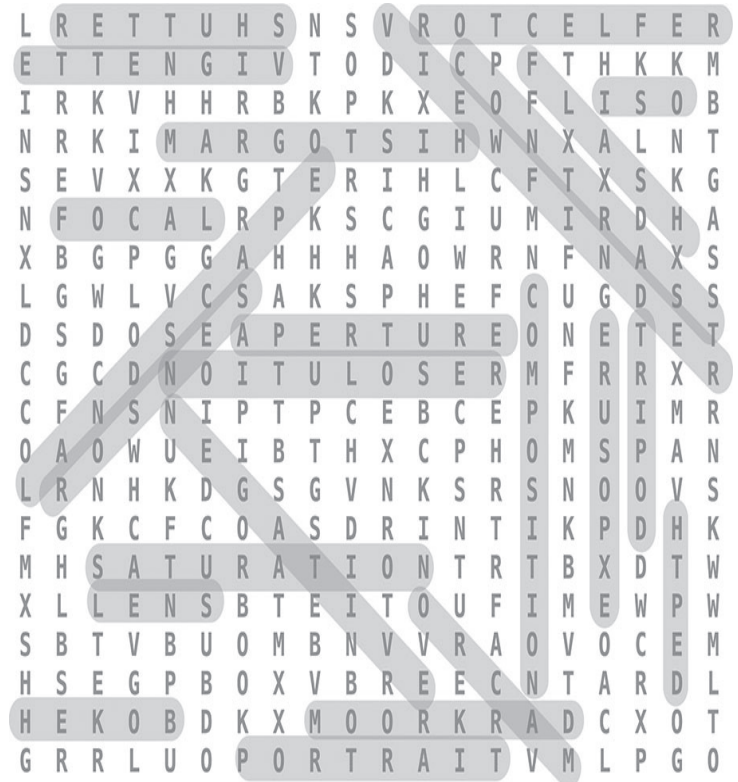 L R E T T U H S N S V R O T C E L F E R
E T T E N G I V T O D I C P F T H K K M
I R K V H H R B K P K X E O F L I S O B
N R K I M A R G O T S I H W N X A L N T
S E V X X K G T E R I H L C F T X S K G
N F O C A L R P K S C G I U M I R D H A
X B G P G G A H H H A O W R N F N A X S
L G W L V C S A K S P H E F C U G D S S
D S D O S E A P E R T U R E O N E T E T
C G C D N O I T U L O S E R M F R R X R
C F N S N I P T P C E B C E P K U I M R
O A O W U E I B T H X C P H O M S P A N
L R N H K D G S G V N K S R S N O O V S
F G K C F C O A S D R I N T I K P D H K
M H S A T U R A T I O N T R T B X D T W
X L L E N S B T E I T O U F I M E W P W
S B T V B U O M B N V V R A O V O C E M
H S E G P B O X V B R E E C N T A R D L
H E K O B D K X M O O R K R A D C X O T
G R R L U O P O R T R A I T V M L P G O